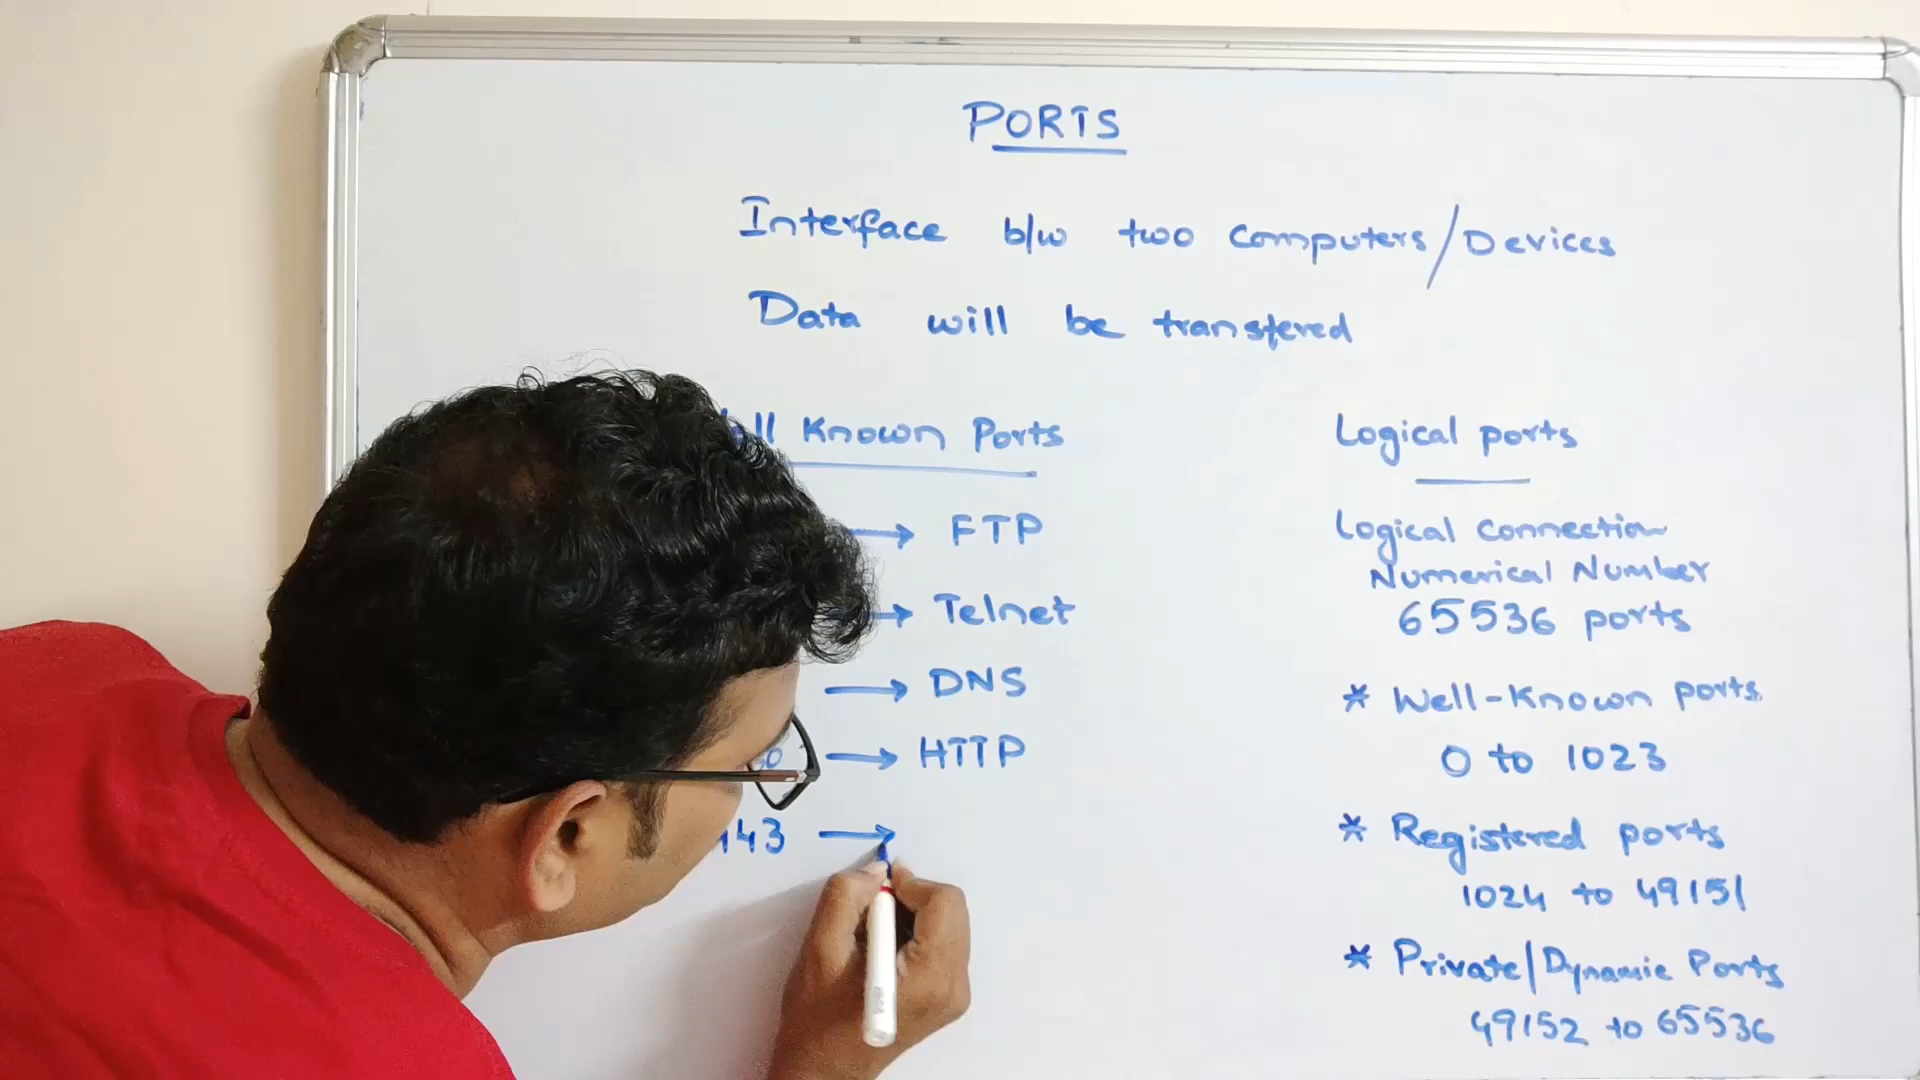 PORTS
Interface b/w two Computers/Devices
Data will be transfered
Known Ports
→ FTP
→ Telnet
→ DNS
→ HTTP
143 →
Logical ports
Logical Connection
Numerical Number
65536 ports
* Well-Known ports
0 to 1023
* Registered ports
1024 to 49151
* Private/Dynamic Ports
49152 to 65536